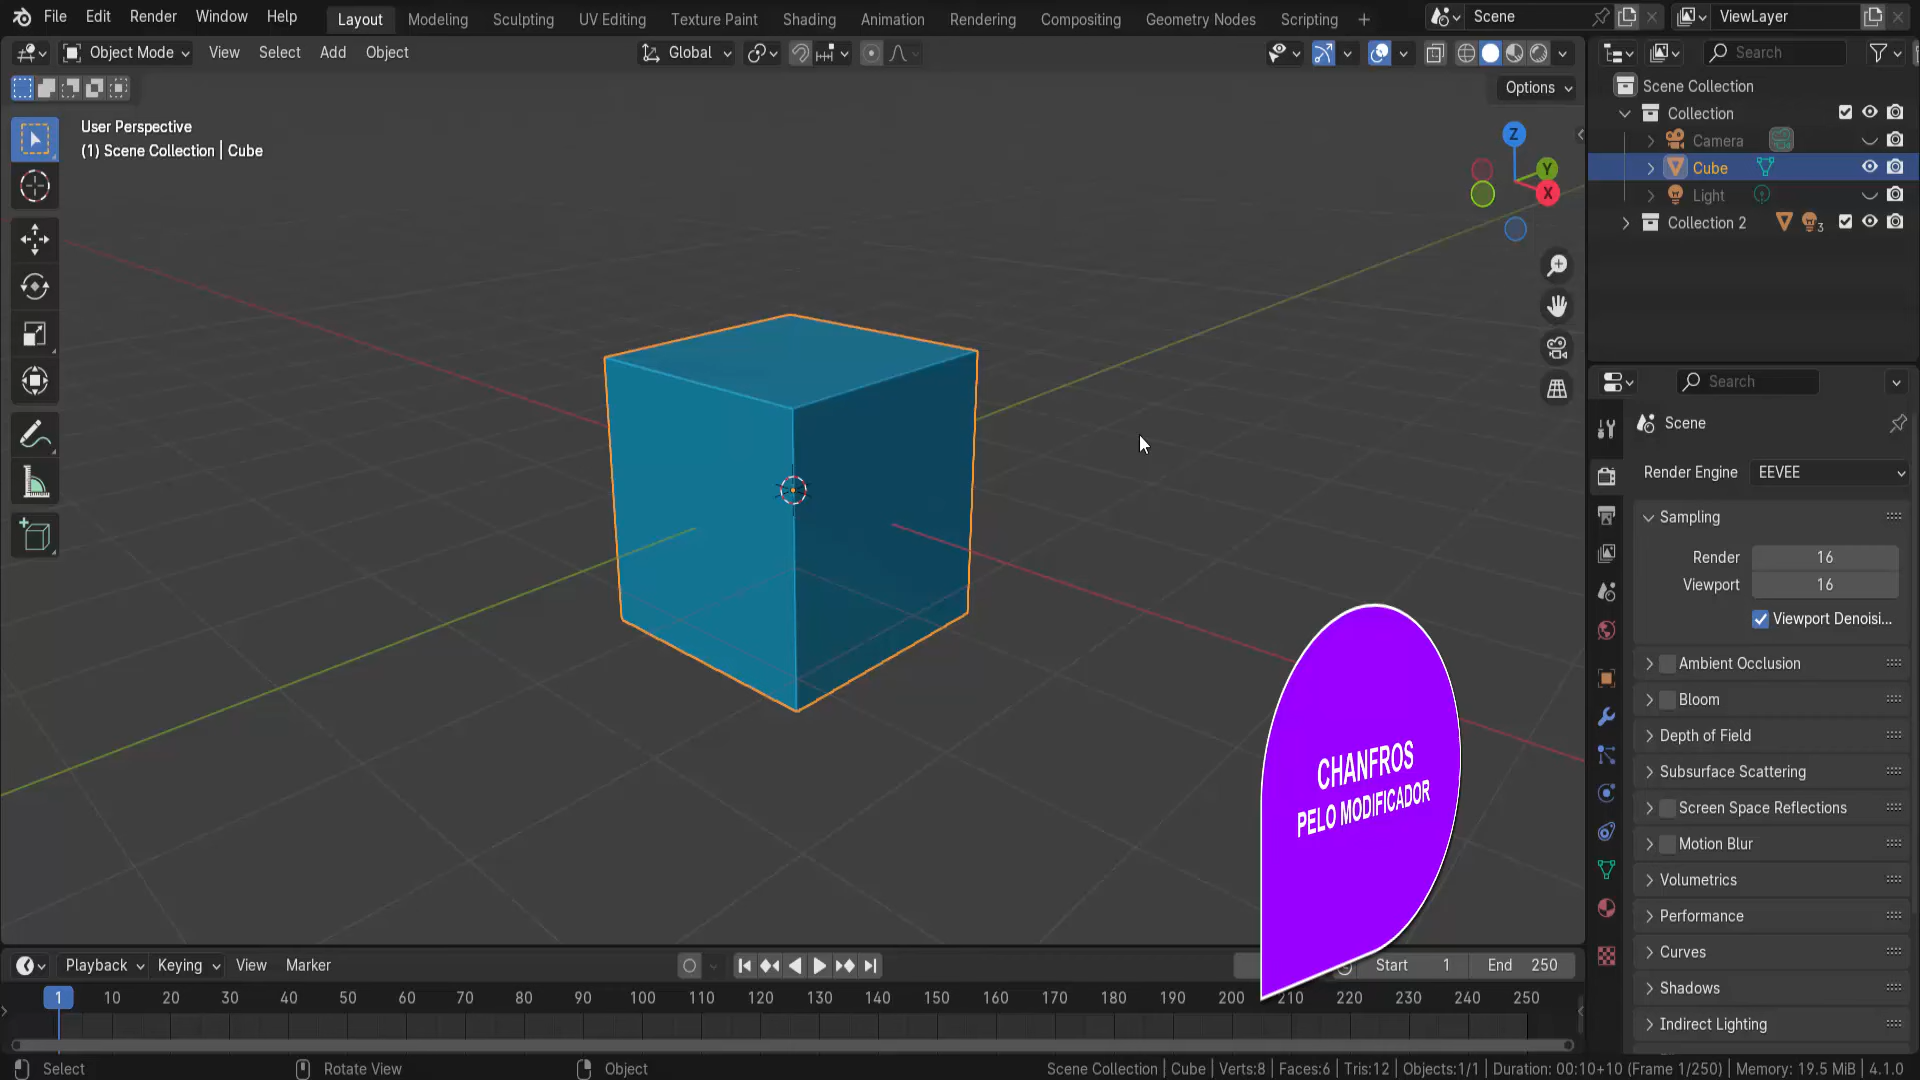 File Edit Render Window Help
Layout Modeling Sculpting UV Editing Texture Paint Shading Animation Rendering Compositing Geometry Nodes Scripting +
Scene
ViewLayer
Object Mode View Select Add Object
Global
Search
Options
User Perspective
(1) Scene Collection | Cube
Z
Y
X
Scene Collection
Collection
Camera
Cube
Light
Collection 2
3
Search
Scene
Render Engine EEVEE
Sampling
Render 16
Viewport 16
Viewport Denoisi...
Ambient Occlusion
Bloom
Depth of Field
Subsurface Scattering
Screen Space Reflections
Motion Blur
Volumetrics
Performance
Curves
Shadows
Indirect Lighting
CHANFROS
PELO MODIFICADOR
Playback Keying View Marker
Start 1 End 250
1 10 20 30 40 50 60 70 80 90 100 110 120 130 140 150 160 170 180 190 200 210 220 230 240 250
Select Rotate View Object
Scene Collection | Cube | Verts:8 | Faces:6 | Tris:12 | Objects:1/1 | Duration: 00:10+10 (Frame 1/250) | Memory: 19.5 MiB | 4.1.0